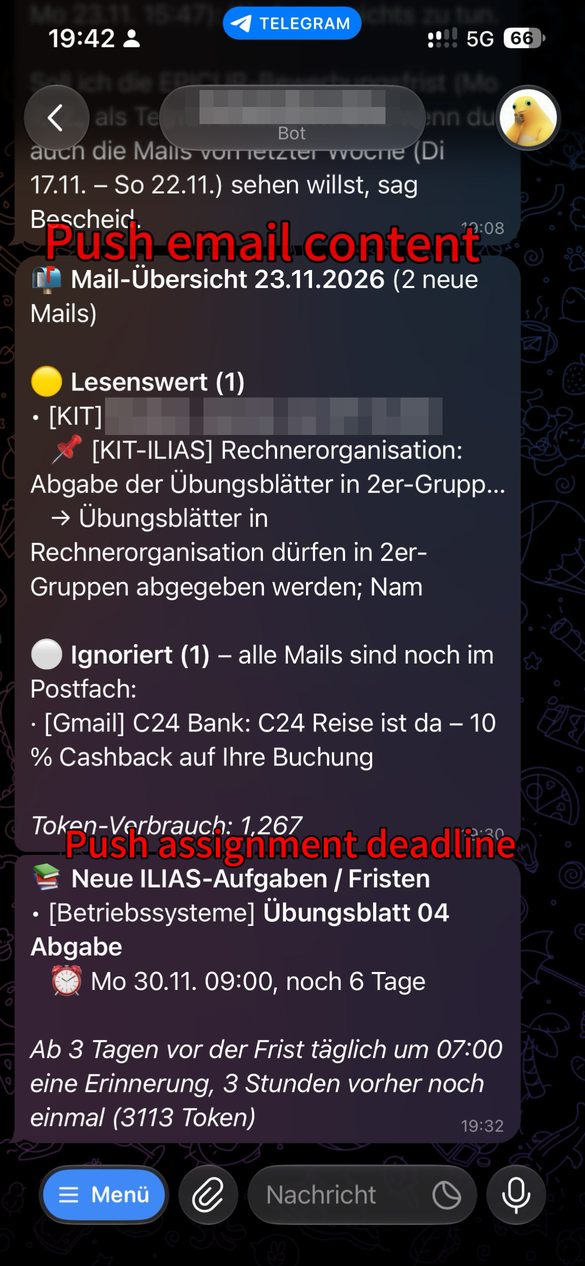 19:42
TELEGRAM
5G
66
Bot
auch die Mails von letzter Woche (Di
17.11. – So 22.11.) sehen willst, sag
Bescheid.
19:08
Push email content
📬 Mail-Übersicht 23.11.2026 (2 neue
Mails)
🟡 Lesenswert (1)
• [KIT]
📌 [KIT-ILIAS] Rechnerorganisation:
Abgabe der Übungsblätter in 2er-Grupp...
→ Übungsblätter in
Rechnerorganisation dürfen in 2er-
Gruppen abgegeben werden; Nam
⚪ Ignoriert (1) – alle Mails sind noch im
Postfach:
· [Gmail] C24 Bank: C24 Reise ist da – 10
% Cashback auf Ihre Buchung
Token-Verbrauch: 1,267
19:30
Push assignment deadline
📚 Neue ILIAS-Aufgaben / Fristen
• [Betriebssysteme] Übungsblatt 04
Abgabe
⏰ Mo 30.11. 09:00, noch 6 Tage
Ab 3 Tagen vor der Frist täglich um 07:00
eine Erinnerung, 3 Stunden vorher noch
einmal (3113 Token)
19:32
Menü
Nachricht